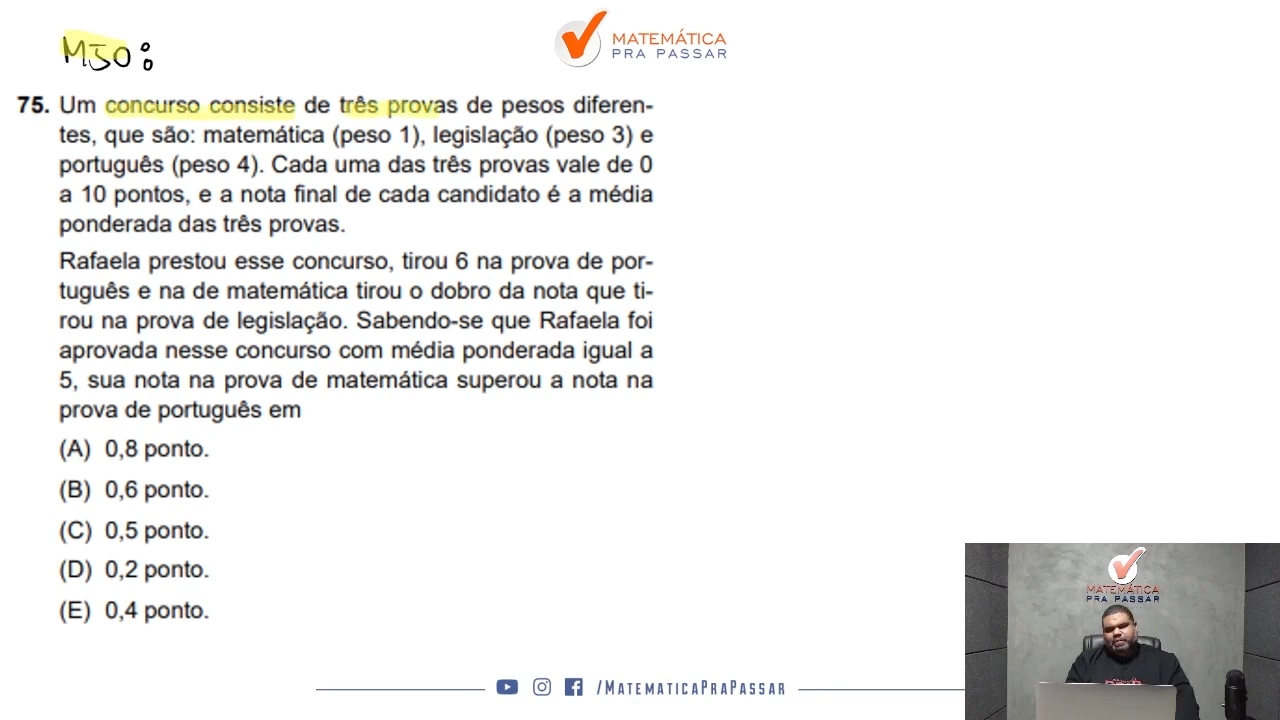 MJO:
MATEMÁTICA
PRA PASSAR
75. Um concurso consiste de três provas de pesos diferen-
tes, que são: matemática (peso 1), legislação (peso 3) e
português (peso 4). Cada uma das três provas vale de 0
a 10 pontos, e a nota final de cada candidato é a média
ponderada das três provas.
Rafaela prestou esse concurso, tirou 6 na prova de por-
tuguês e na de matemática tirou o dobro da nota que ti-
rou na prova de legislação. Sabendo-se que Rafaela foi
aprovada nesse concurso com média ponderada igual a
5, sua nota na prova de matemática superou a nota na
prova de português em
(A) 0,8 ponto.
(B) 0,6 ponto.
(C) 0,5 ponto.
(D) 0,2 ponto.
(E) 0,4 ponto.
MATEMÁTICA
PRA PASSAR
/MATEMATICAPRAPASSAR